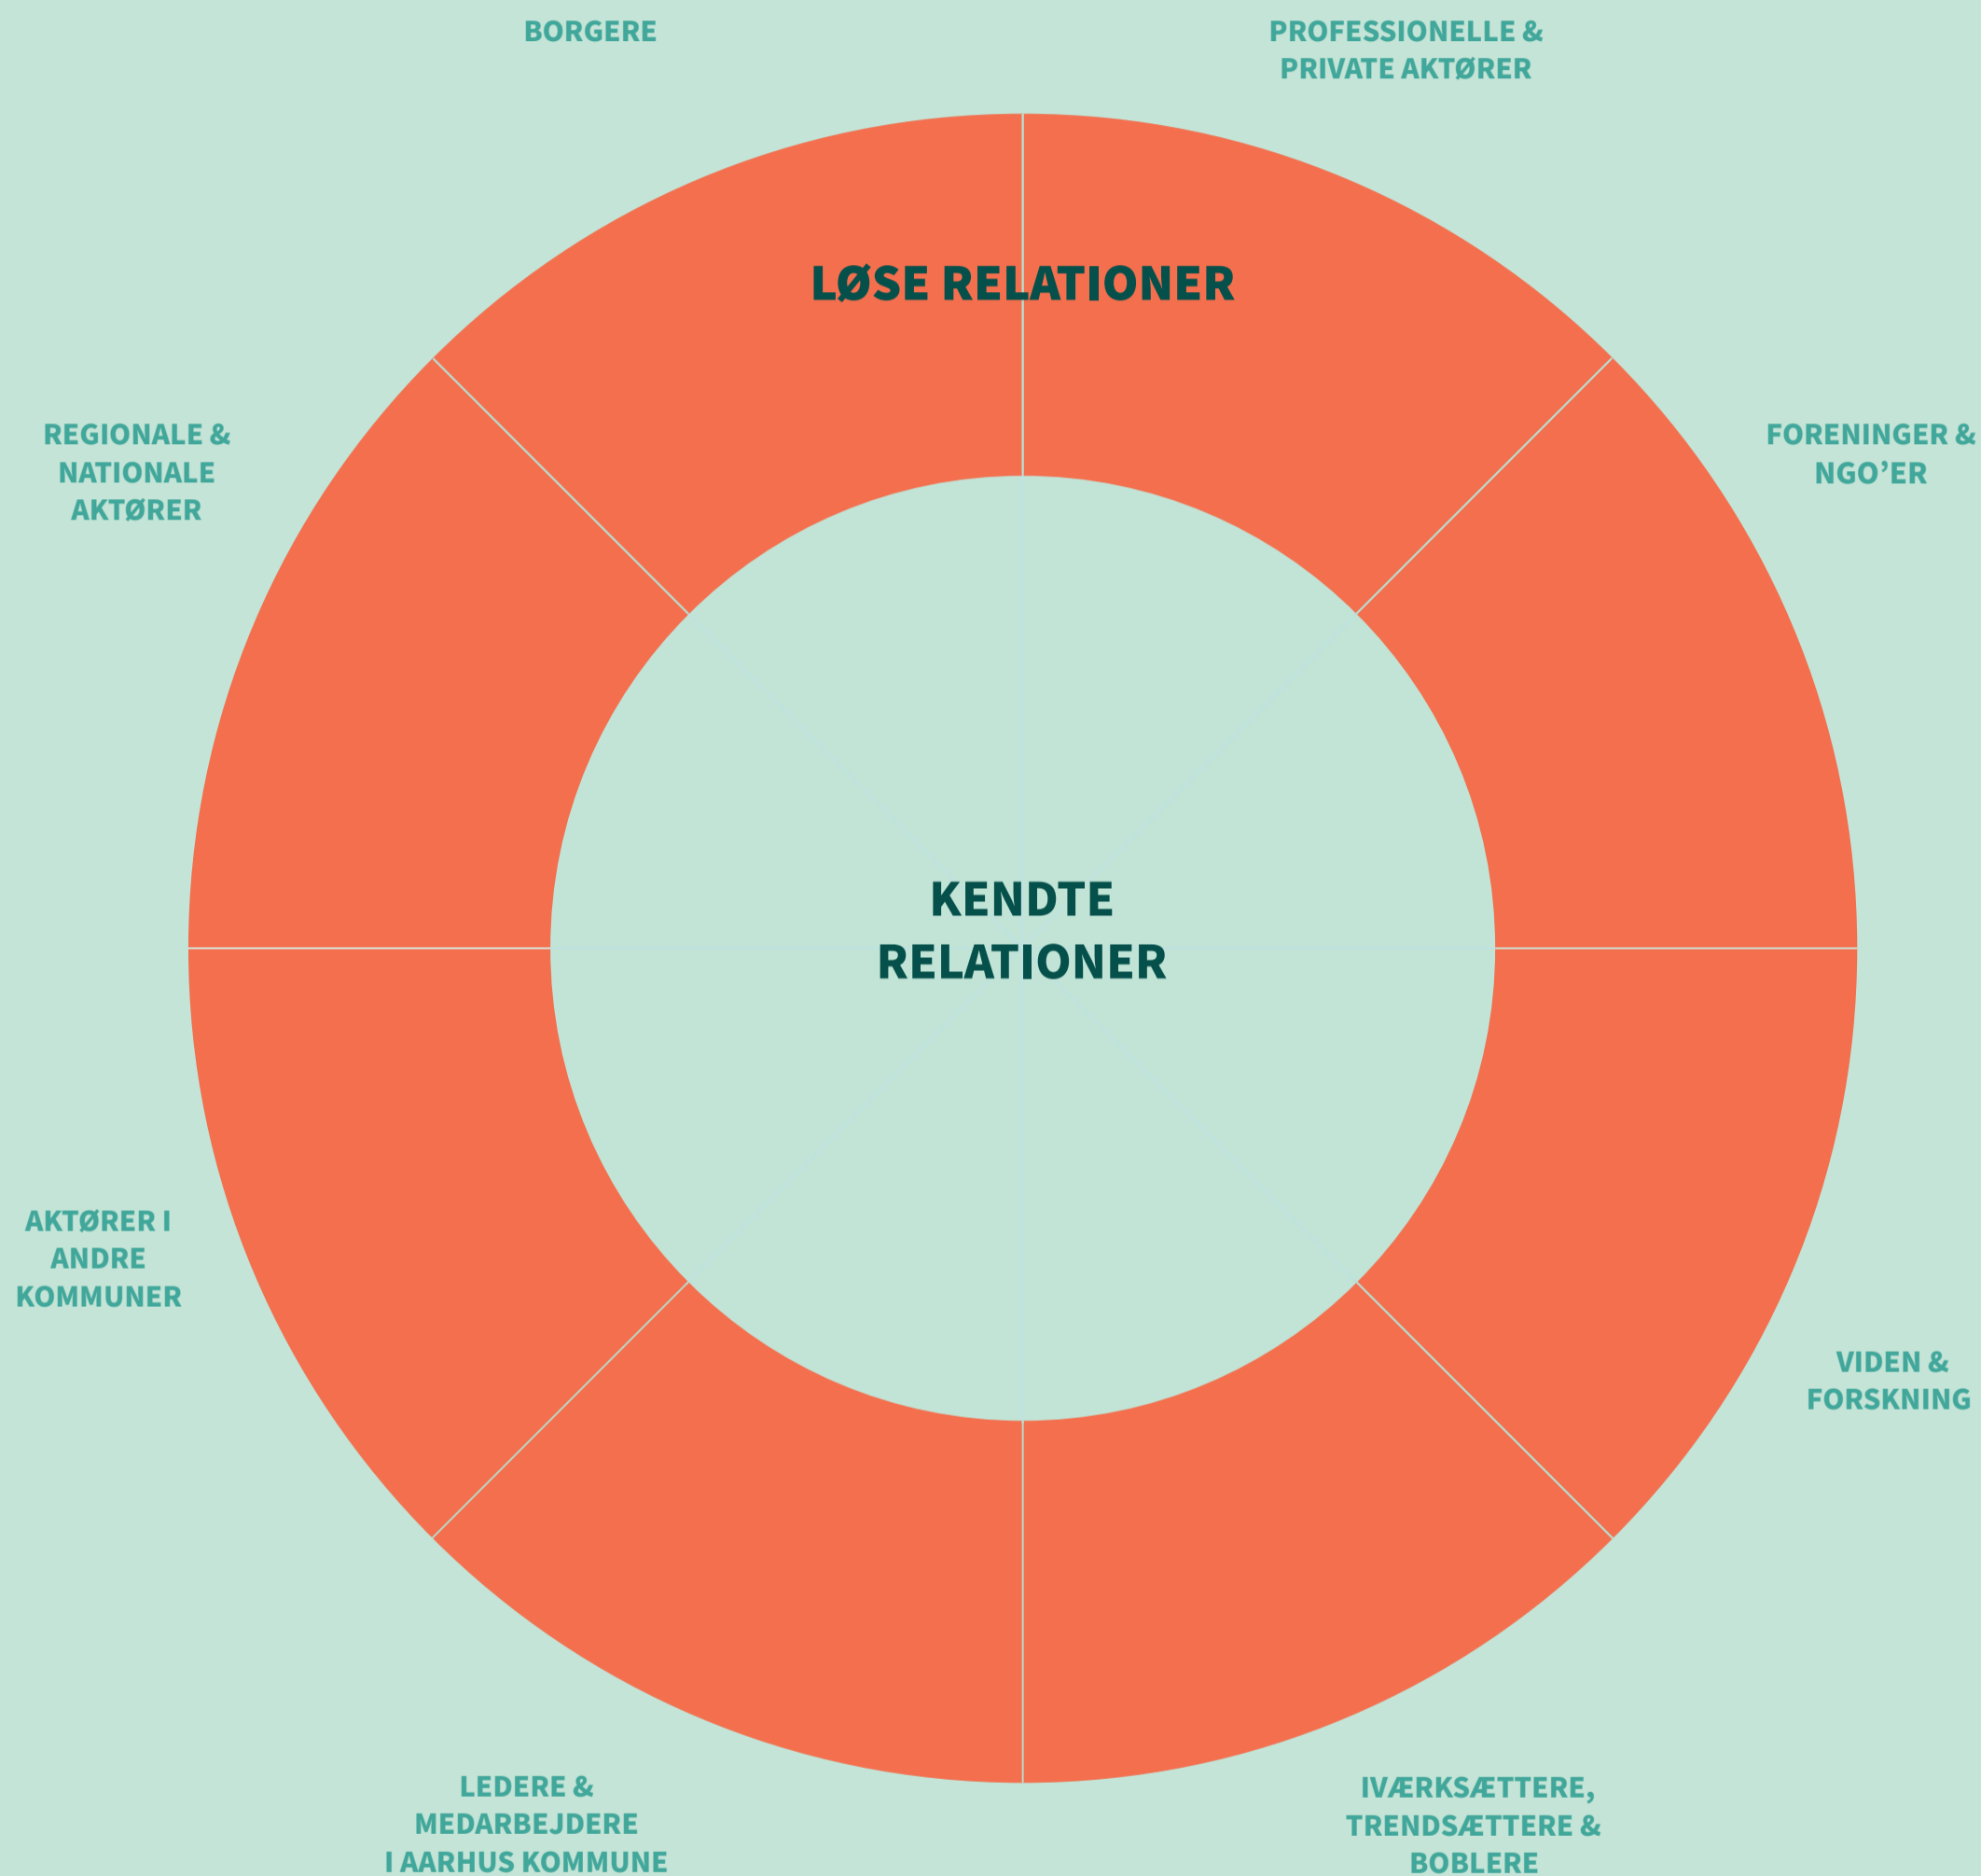 BORGERE
PROFESSIONELLE &
PRIVATE AKTØRER
LØSE RELATIONER
REGIONALE &
NATIONALE
AKTØRER
FORENINGER &
NGO’ER
KENDTE
RELATIONER
AKTØRER I
ANDRE
KOMMUNER
VIDEN &
FORSKNING
LEDERE &
MEDARBEJDERE
I AARHUS KOMMUNE
IVÆRKSÆTTERE,
TRENDSÆTTERE &
BOBLERE